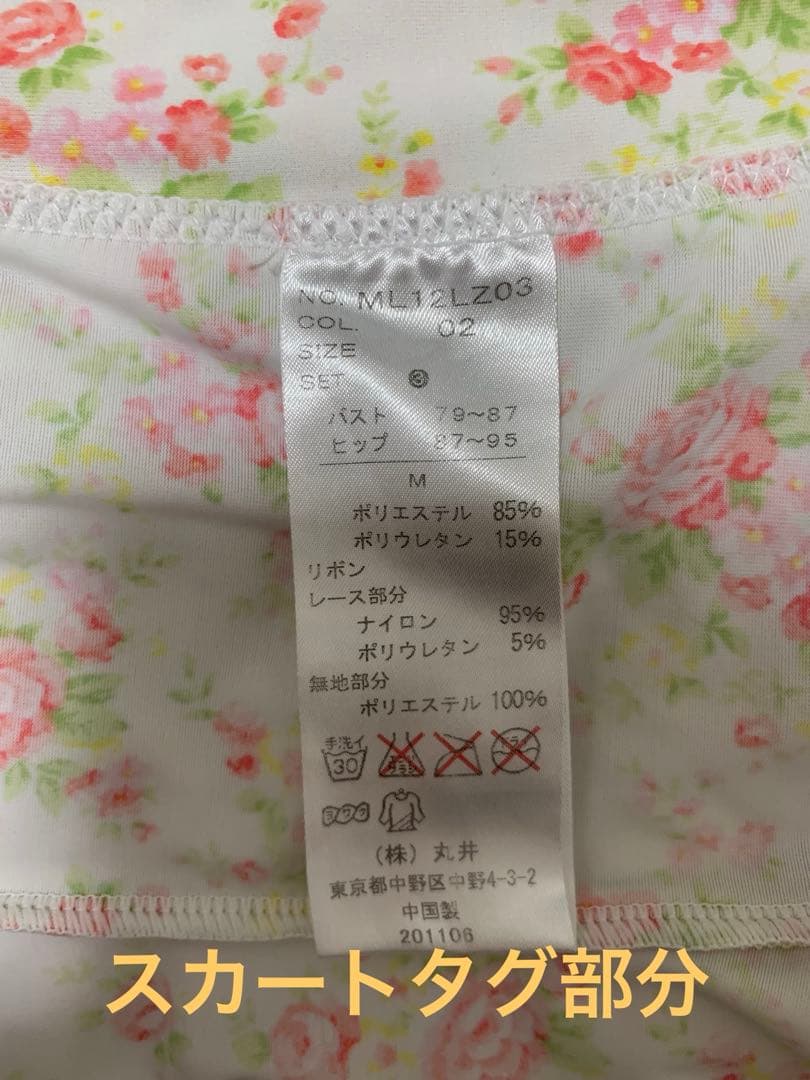 NO. ML12LZ03
COL. 02
SIZE
SET ③
バスト 79〜87
ヒップ 87〜95
M
ポリエステル 85%
ポリウレタン 15%
リボン
レース部分
ナイロン 95%
ポリウレタン 5%
無地部分
ポリエステル 100%
手洗イ
30
ヨワク
(株) 丸井
東京都中野区中野4-3-2
中国製
201106
スカートタグ部分